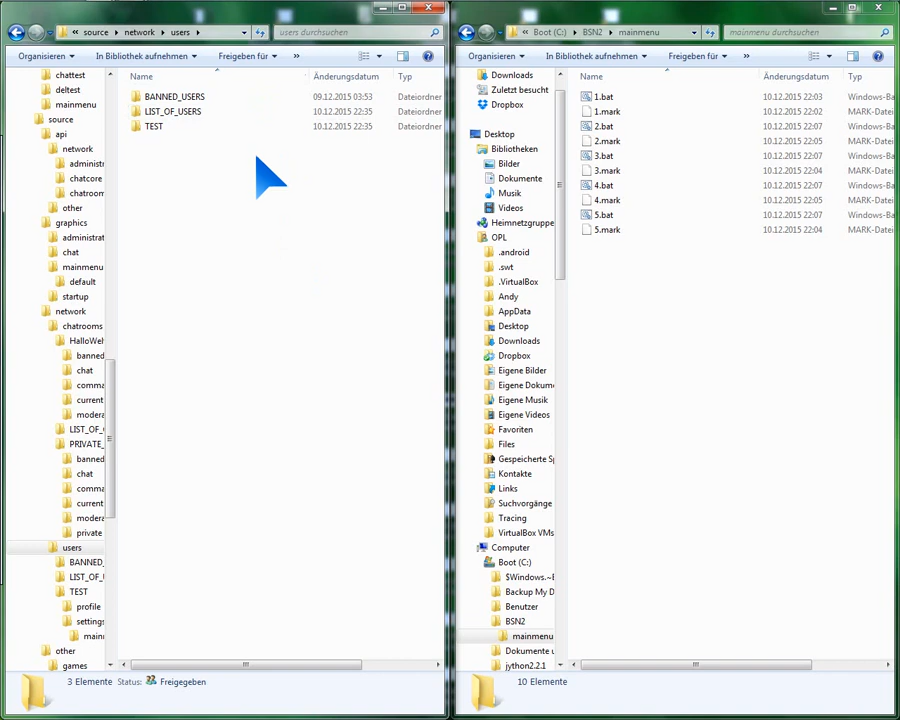 « source ▸ network ▸ users ▸
users durchsuchen
Organisieren ▾ In Bibliothek aufnehmen ▾ Freigeben für ▾ »
chattest
deltest
mainmenu
source
api
network
administr
chatcore
chatroom
other
graphics
administrat
chat
mainmenu
default
startup
network
chatrooms
HalloWel
banned
chat
comma
current
modera
LIST_OF_
PRIVATE_
banned
chat
comma
current
modera
private
users
BANNED_
LIST_OF_U
TEST
profile
settings
main
other
games
Name Änderungsdatum Typ
BANNED_USERS 09.12.2015 03:53 Dateiordner
LIST_OF_USERS 10.12.2015 22:35 Dateiordner
TEST 10.12.2015 22:35 Dateiordner
3 Elemente Status: Freigegeben
« Boot (C:) ▸ BSN2 ▸ mainmenu
mainmenu durchsuchen
Organisieren ▾ In Bibliothek aufnehmen ▾ Freigeben für ▾ »
Downloads
Zuletzt besucht
Dropbox
Desktop
Bibliotheken
Bilder
Dokumente
Musik
Videos
Heimnetzgruppe
OPL
.android
.swt
.VirtualBox
Andy
AppData
Desktop
Downloads
Dropbox
Eigene Bilder
Eigene Dokum
Eigene Musik
Eigene Videos
Favoriten
Files
Gespeicherte Sp
Kontakte
Links
Suchvorgänge
Tracing
VirtualBox VMs
Computer
Boot (C:)
$Windows.~B
Backup My D
Benutzer
BSN2
mainmenu
Dokumente u
jython2.2.1
Name Änderungsdatum Typ
1.bat 10.12.2015 22:03 Windows-Ba
1.mark 10.12.2015 22:02 MARK-Datei
2.bat 10.12.2015 22:07 Windows-Ba
2.mark 10.12.2015 22:05 MARK-Datei
3.bat 10.12.2015 22:07 Windows-Ba
3.mark 10.12.2015 22:04 MARK-Datei
4.bat 10.12.2015 22:07 Windows-Ba
4.mark 10.12.2015 22:05 MARK-Datei
5.bat 10.12.2015 22:07 Windows-Ba
5.mark 10.12.2015 22:04 MARK-Datei
10 Elemente